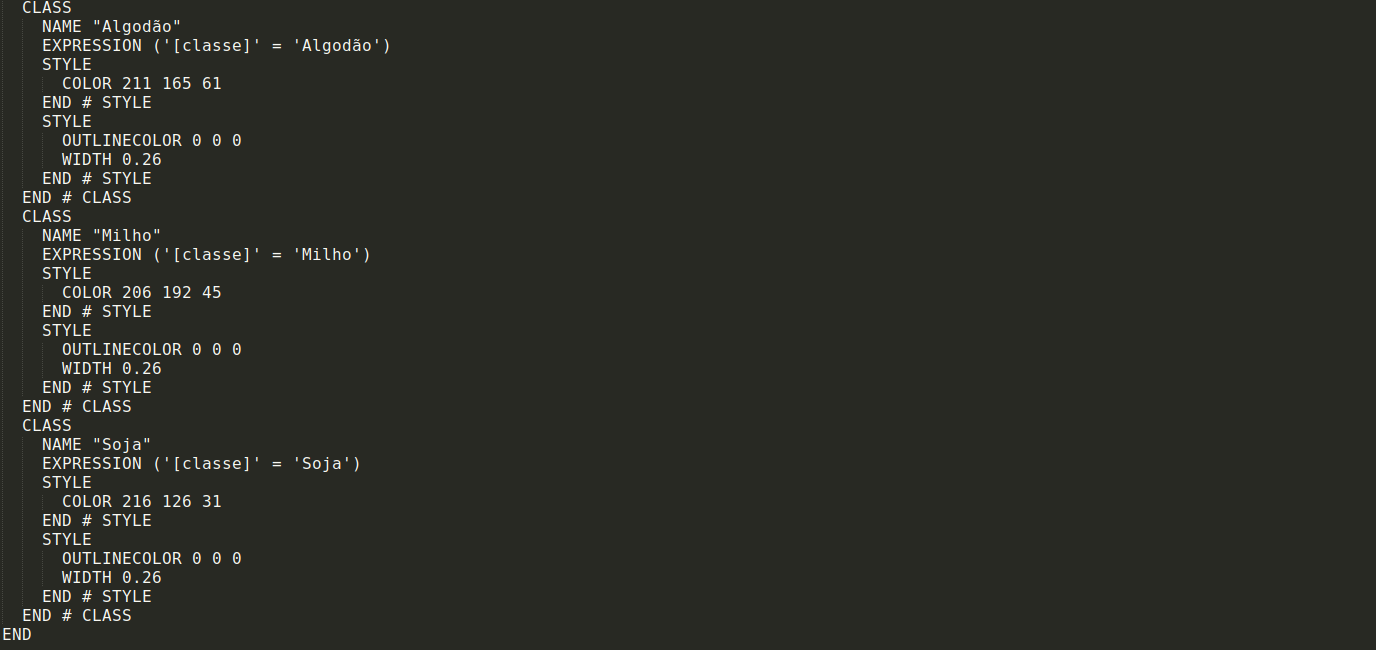 CLASS
NAME "Algodão"
EXPRESSION ('[classe]' = 'Algodão')
STYLE
COLOR 211 165 61
END # STYLE
STYLE
OUTLINECOLOR 0 0 0
WIDTH 0.26
END # STYLE
END # CLASS
CLASS
NAME "Milho"
EXPRESSION ('[classe]' = 'Milho')
STYLE
COLOR 206 192 45
END # STYLE
STYLE
OUTLINECOLOR 0 0 0
WIDTH 0.26
END # STYLE
END # CLASS
CLASS
NAME "Soja"
EXPRESSION ('[classe]' = 'Soja')
STYLE
COLOR 216 126 31
END # STYLE
STYLE
OUTLINECOLOR 0 0 0
WIDTH 0.26
END # STYLE
END # CLASS
END